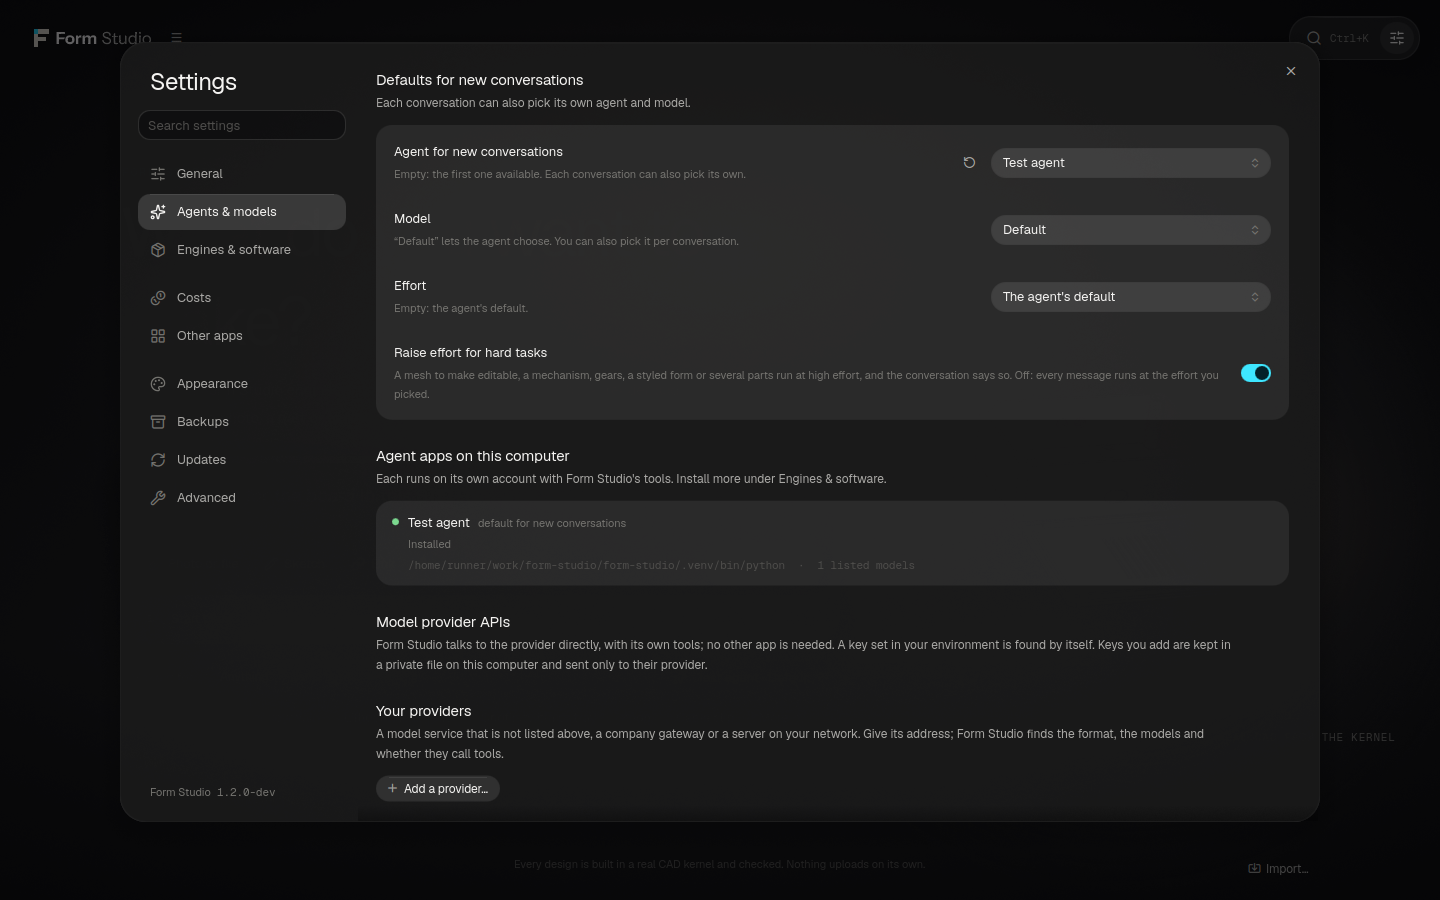 Form Studio
Ctrl+K
Settings
Search settings
General
Agents & models
Engines & software
Costs
Other apps
Appearance
Backups
Updates
Advanced
Form Studio 1.2.0-dev
Defaults for new conversations
Each conversation can also pick its own agent and model.
Agent for new conversations
Empty: the first one available. Each conversation can also pick its own.
Test agent
Model
“Default” lets the agent choose. You can also pick it per conversation.
Default
Effort
Empty: the agent's default.
The agent's default
Raise effort for hard tasks
A mesh to make editable, a mechanism, gears, a styled form or several parts run at high effort, and the conversation says so. Off: every message runs at the effort you
picked.
Agent apps on this computer
Each runs on its own account with Form Studio's tools. Install more under Engines & software.
Test agent default for new conversations
Installed
/home/runner/work/form-studio/form-studio/.venv/bin/python · 1 listed models
Model provider APIs
Form Studio talks to the provider directly, with its own tools; no other app is needed. A key set in your environment is found by itself. Keys you add are kept in
a private file on this computer and sent only to their provider.
Your providers
A model service that is not listed above, a company gateway or a server on your network. Give its address; Form Studio finds the format, the models and
whether they call tools.
Add a provider...
THE KERNEL
Every design is built in a real CAD kernel and checked. Nothing uploads on its own.
Import...